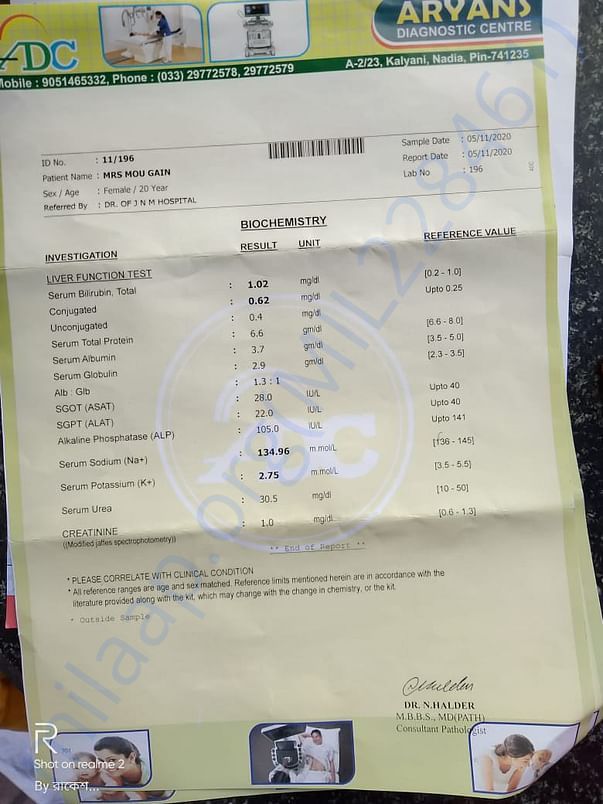 ADC
ARYANS
DIAGNOSTIC CENTRE
Mobile : 9051465332, Phone : (033) 29772578, 29772579
A-2/23, Kalyani, Nadia, Pin-741235
ID No. : 11/196
Patient Name : MRS MOU GAIN
Sex / Age : Female / 20 Year
Referred By : DR. OF J N M HOSPITAL
Sample Date : 05/11/2020
Report Date : 05/11/2020
Lab No : 196
BIOCHEMISTRY
INVESTIGATION RESULT UNIT REFERENCE VALUE
LIVER FUNCTION TEST
Serum Bilirubin, Total : 1.02 mg/dl [0.2 - 1.0]
Conjugated : 0.62 mg/dl Upto 0.25
Unconjugated : 0.4 mg/dl
Serum Total Protein : 6.6 gm/dl [6.6 - 8.0]
Serum Albumin : 3.7 gm/dl [3.5 - 5.0]
Serum Globulin : 2.9 gm/dl [2.3 - 3.5]
Alb : Glb : 1.3 : 1
SGOT (ASAT) : 28.0 IU/L Upto 40
SGPT (ALAT) : 22.0 IU/L Upto 40
Alkaline Phosphatase (ALP) : 105.0 IU/L Upto 141
Serum Sodium (Na+) : 134.96 m.mol/L [136 - 145]
Serum Potassium (K+) : 2.75 m.mol/L [3.5 - 5.5]
Serum Urea : 30.5 mg/dl [10 - 50]
CREATININE : 1.0 mg/dl [0.6 - 1.3]
((Modified jaffes spectrophotometry))
** End of Report **
* PLEASE CORRELATE WITH CLINICAL CONDITION
* All reference ranges are age and sex matched. Reference limits mentioned herein are in accordance with the
literature provided along with the kit, which may change with the change in chemistry, or the kit.
* Outside Sample
DR. N.HALDER
M.B.B.S., MD(PATH)
Consultant Pathologist
R
Shot on realme 2
By রাকেশ...